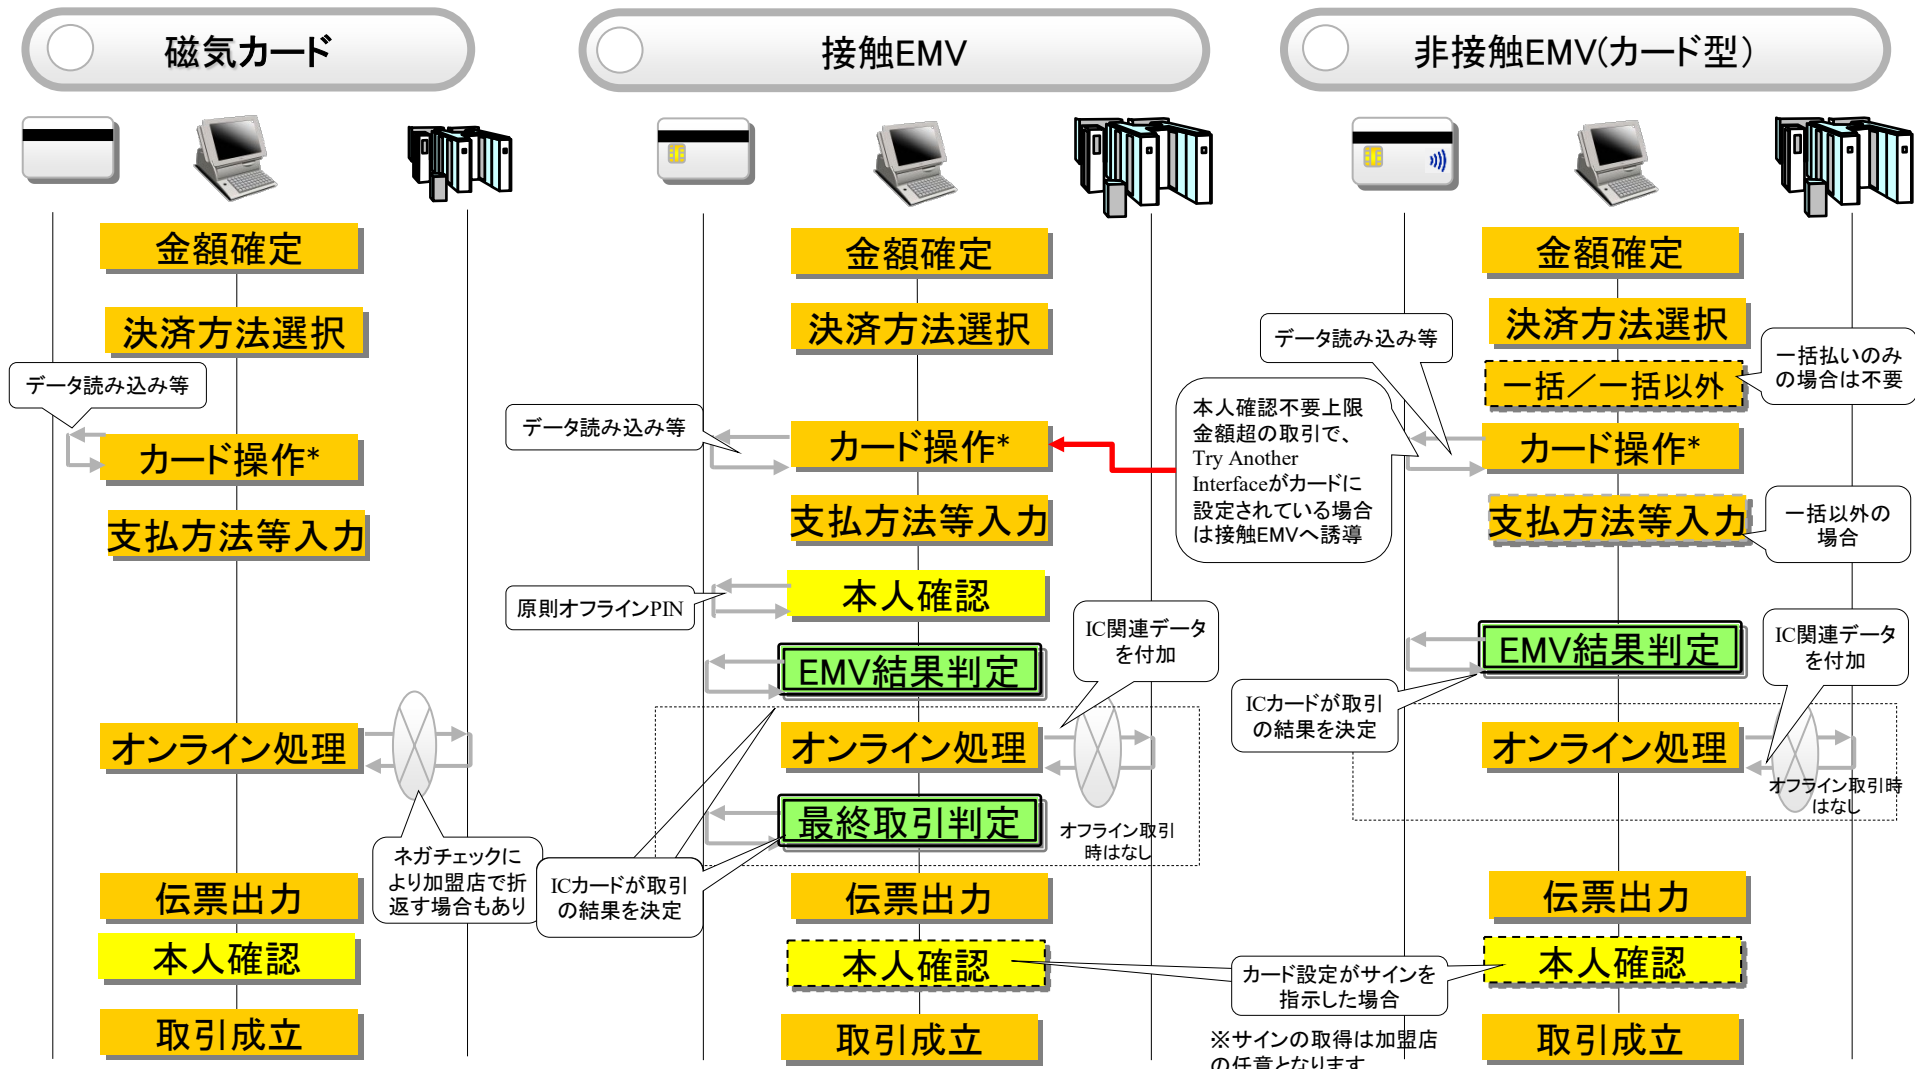 磁気カード
金額確定
決済方法選択
データ読み込み等
カード操作*
支払方法等入力
オンライン処理
ネガチェックに
より加盟店で折
返す場合もあり
伝票出力
本人確認
取引成立
接触EMV
金額確定
決済方法選択
データ読み込み等
カード操作*
本人確認不要上限
金額超の取引で、
Try Another
Interfaceがカードに
設定されている場合
は接触EMVへ誘導
支払方法等入力
原則オフラインPIN
本人確認
IC関連データ
を付加
EMV結果判定
オンライン処理
最終取引判定
オフライン取引
時はなし
ICカードが取引
の結果を決定
伝票出力
本人確認
取引成立
非接触EMV(カード型）
金額確定
決済方法選択
データ読み込み等
一括／一括以外
一括払いのみ
の場合は不要
カード操作*
支払方法等入力
一括以外の
場合
EMV結果判定
IC関連データ
を付加
ICカードが取引
の結果を決定
オンライン処理
オフライン取引時
はなし
伝票出力
本人確認
カード設定がサインを
指示した場合
取引成立
※サインの取得は加盟店
の任意となります